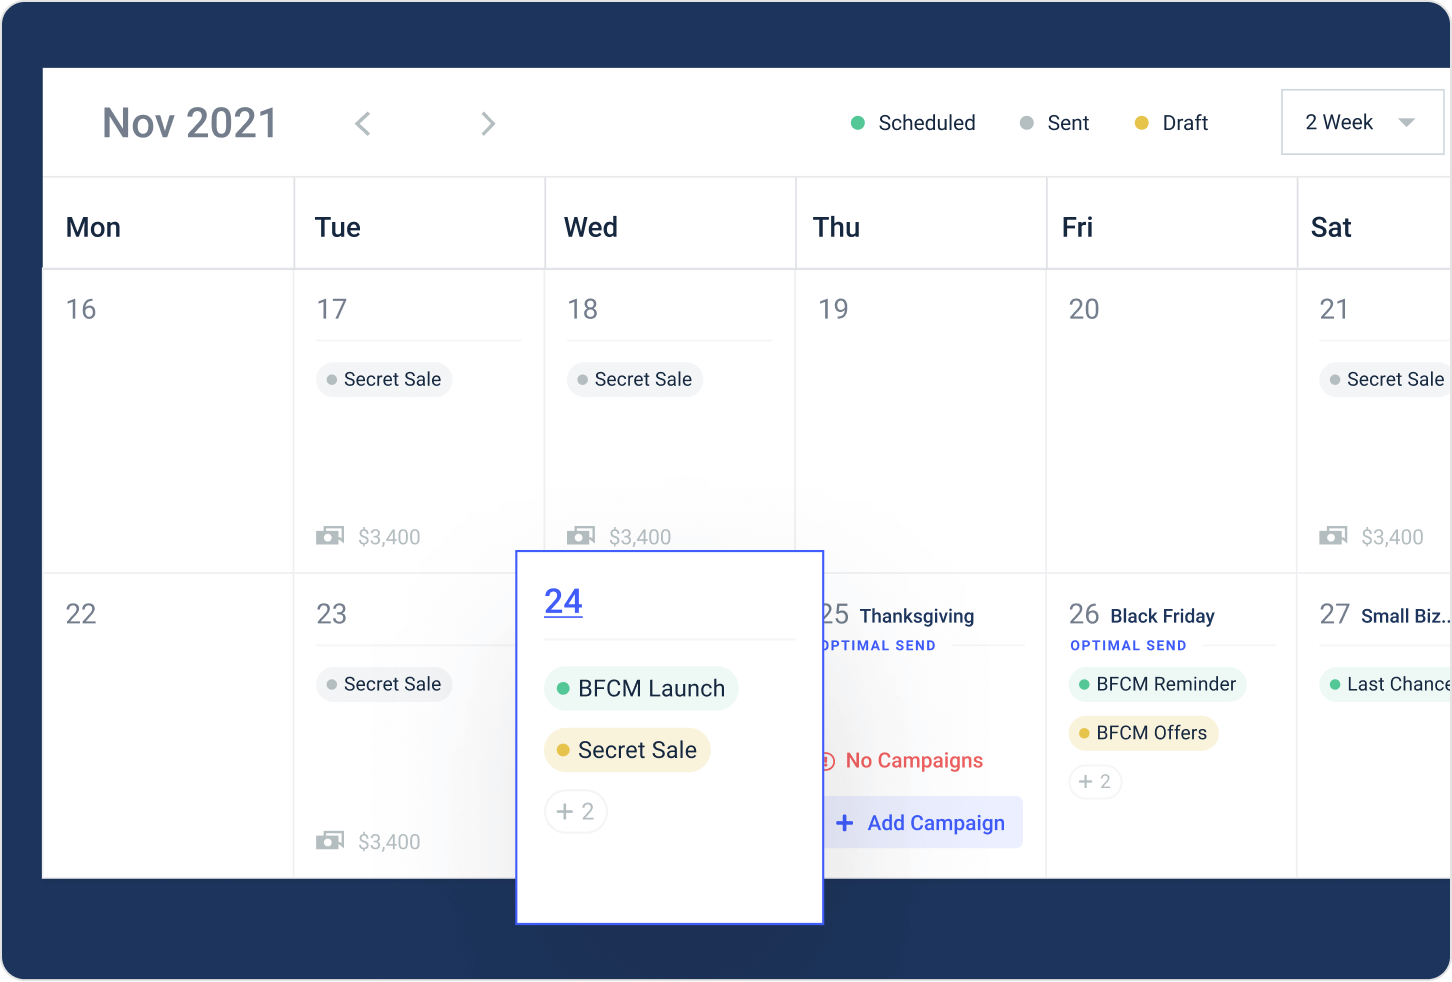 Nov 2021
Scheduled
Sent
Draft
2 Week
Mon
Tue
Wed
Thu
Fri
Sat
16
17
18
19
20
21
Secret Sale
Secret Sale
Secret Sale
$3,400
$3,400
$3,400
22
23
24
25 Thanksgiving
26 Black Friday
27 Small Biz..
OPTIMAL SEND
OPTIMAL SEND
Secret Sale
BFCM Launch
BFCM Reminder
Last Chance
Secret Sale
BFCM Offers
+ 2
No Campaigns
+ 2
+ Add Campaign
$3,400